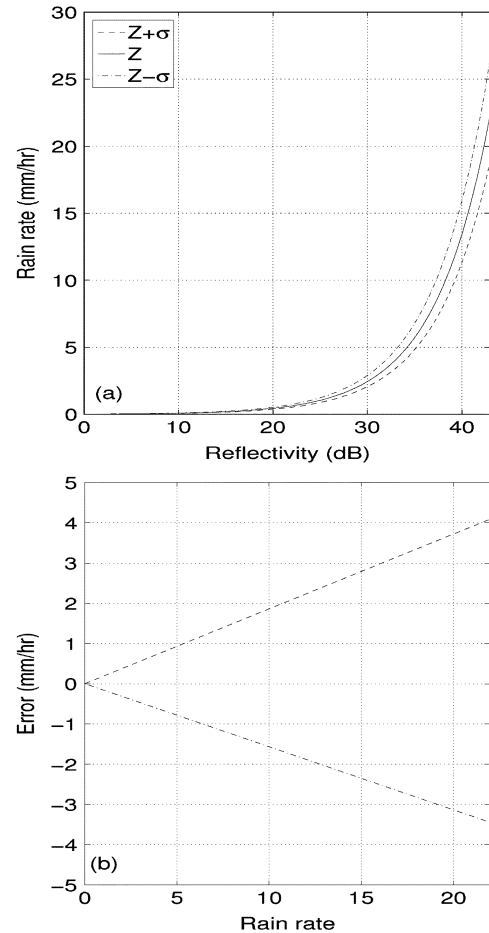 30
25
20
15
10
5
0
Rain rate (mm/hr)
Z+σ
Z
Z−σ
(a)
0 10 20 30 40
Reflectivity (dB)
5
4
3
2
1
0
−1
−2
−3
−4
−5
Error (mm/hr)
(b)
0 5 10 15 20
Rain rate